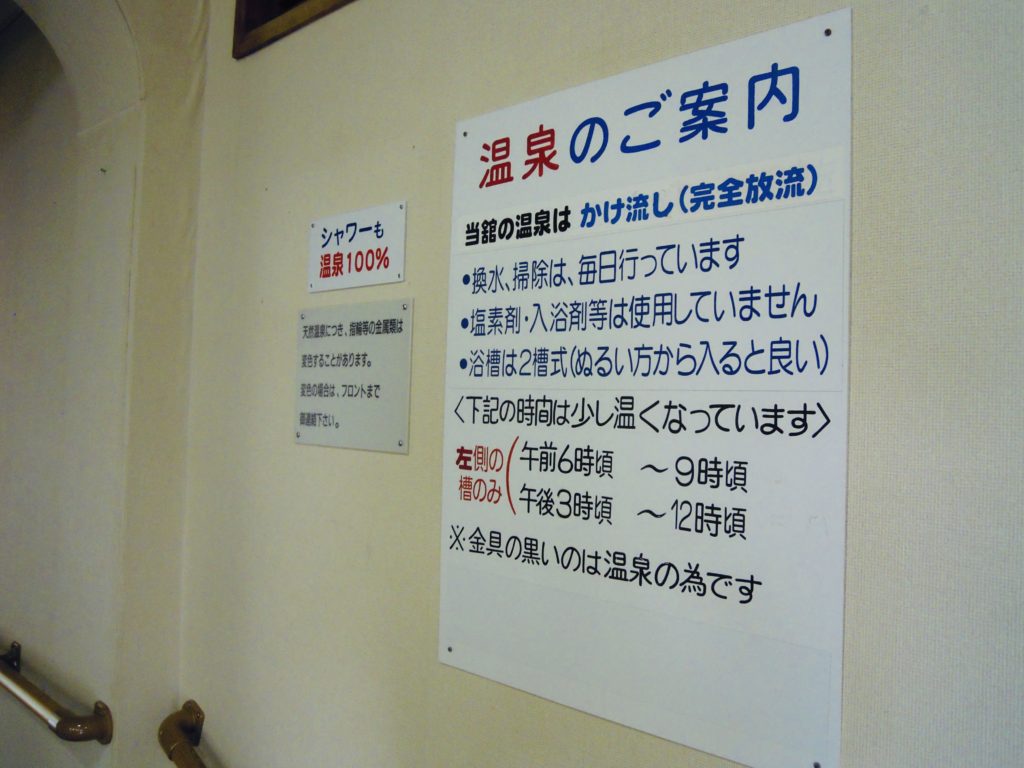 シャワーも
温泉100%
天然温泉につき、指輪等の金属類は
変色することがあります。
変色の場合は、フロントまで
御連絡下さい。
温泉のご案内
当舘の温泉は かけ流し(完全放流)
•換水、掃除は、毎日行っています
•塩素剤・入浴剤等は使用していません
•浴槽は2槽式(ぬるい方から入ると良い)
〈下記の時間は少し温くなっています〉
左側の
槽のみ
午前6時頃 ～9時頃
午後3時頃 ～12時頃
※金具の黒いのは温泉の為です